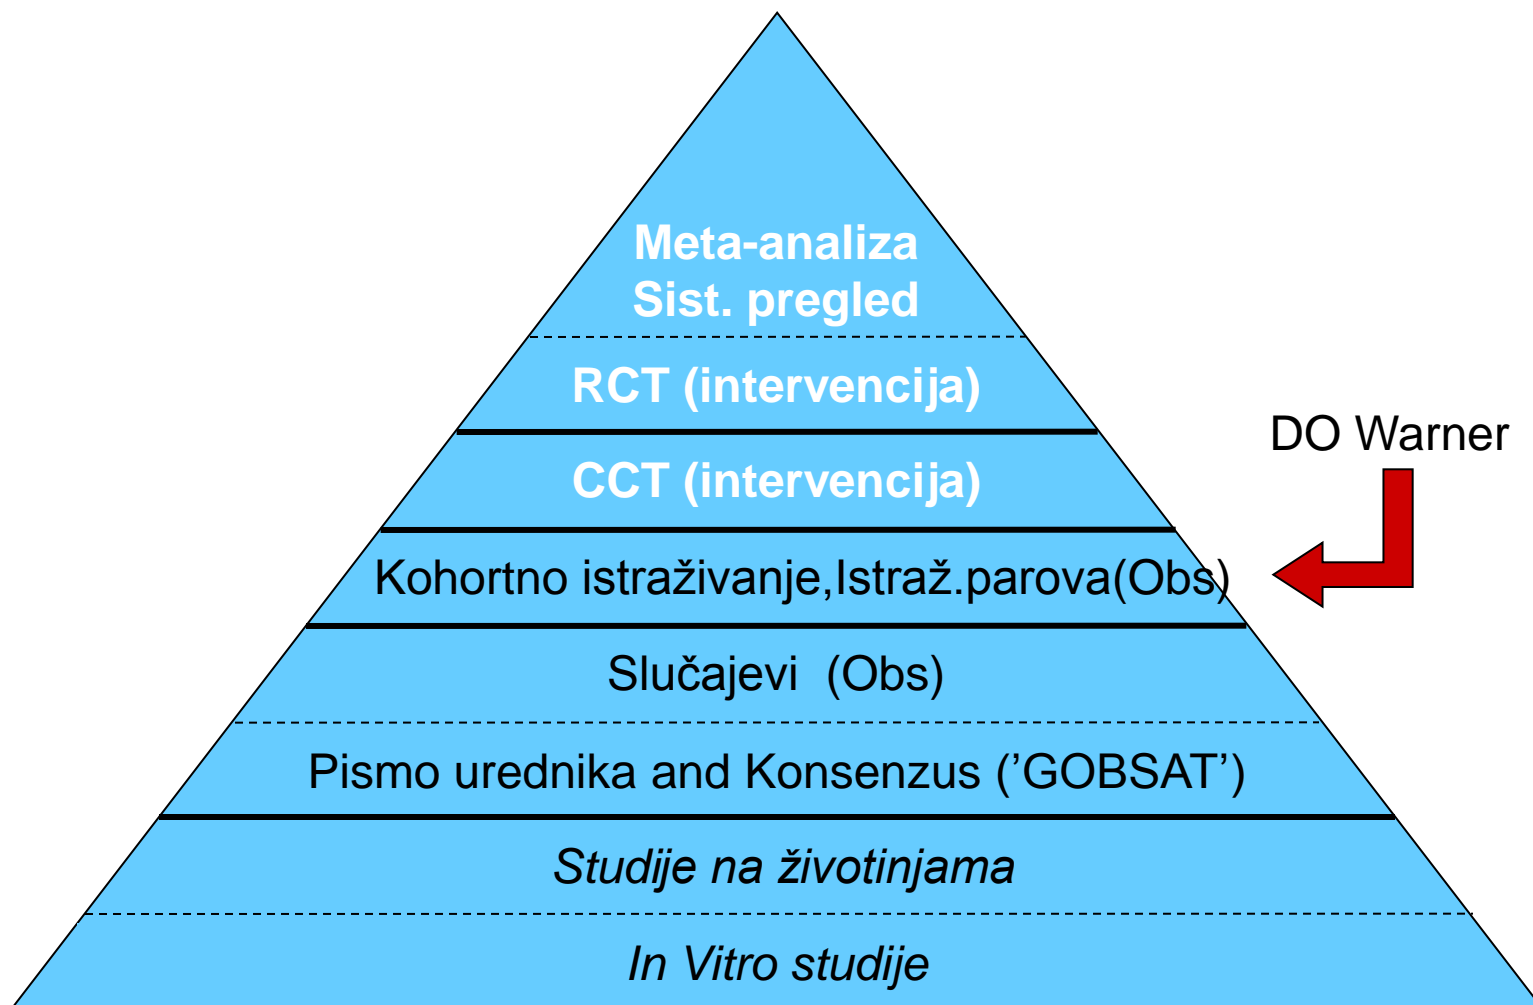 Meta-analiza
Sist. pregled
RCT (intervencija)
DO Warner
CCT (intervencija)
Kohortno istraživanje,Istraž.parova(Obs)
Slučajevi (Obs)
Pismo urednika and Konsenzus (’GOBSAT’)
Studije na životinjama
In Vitro studije